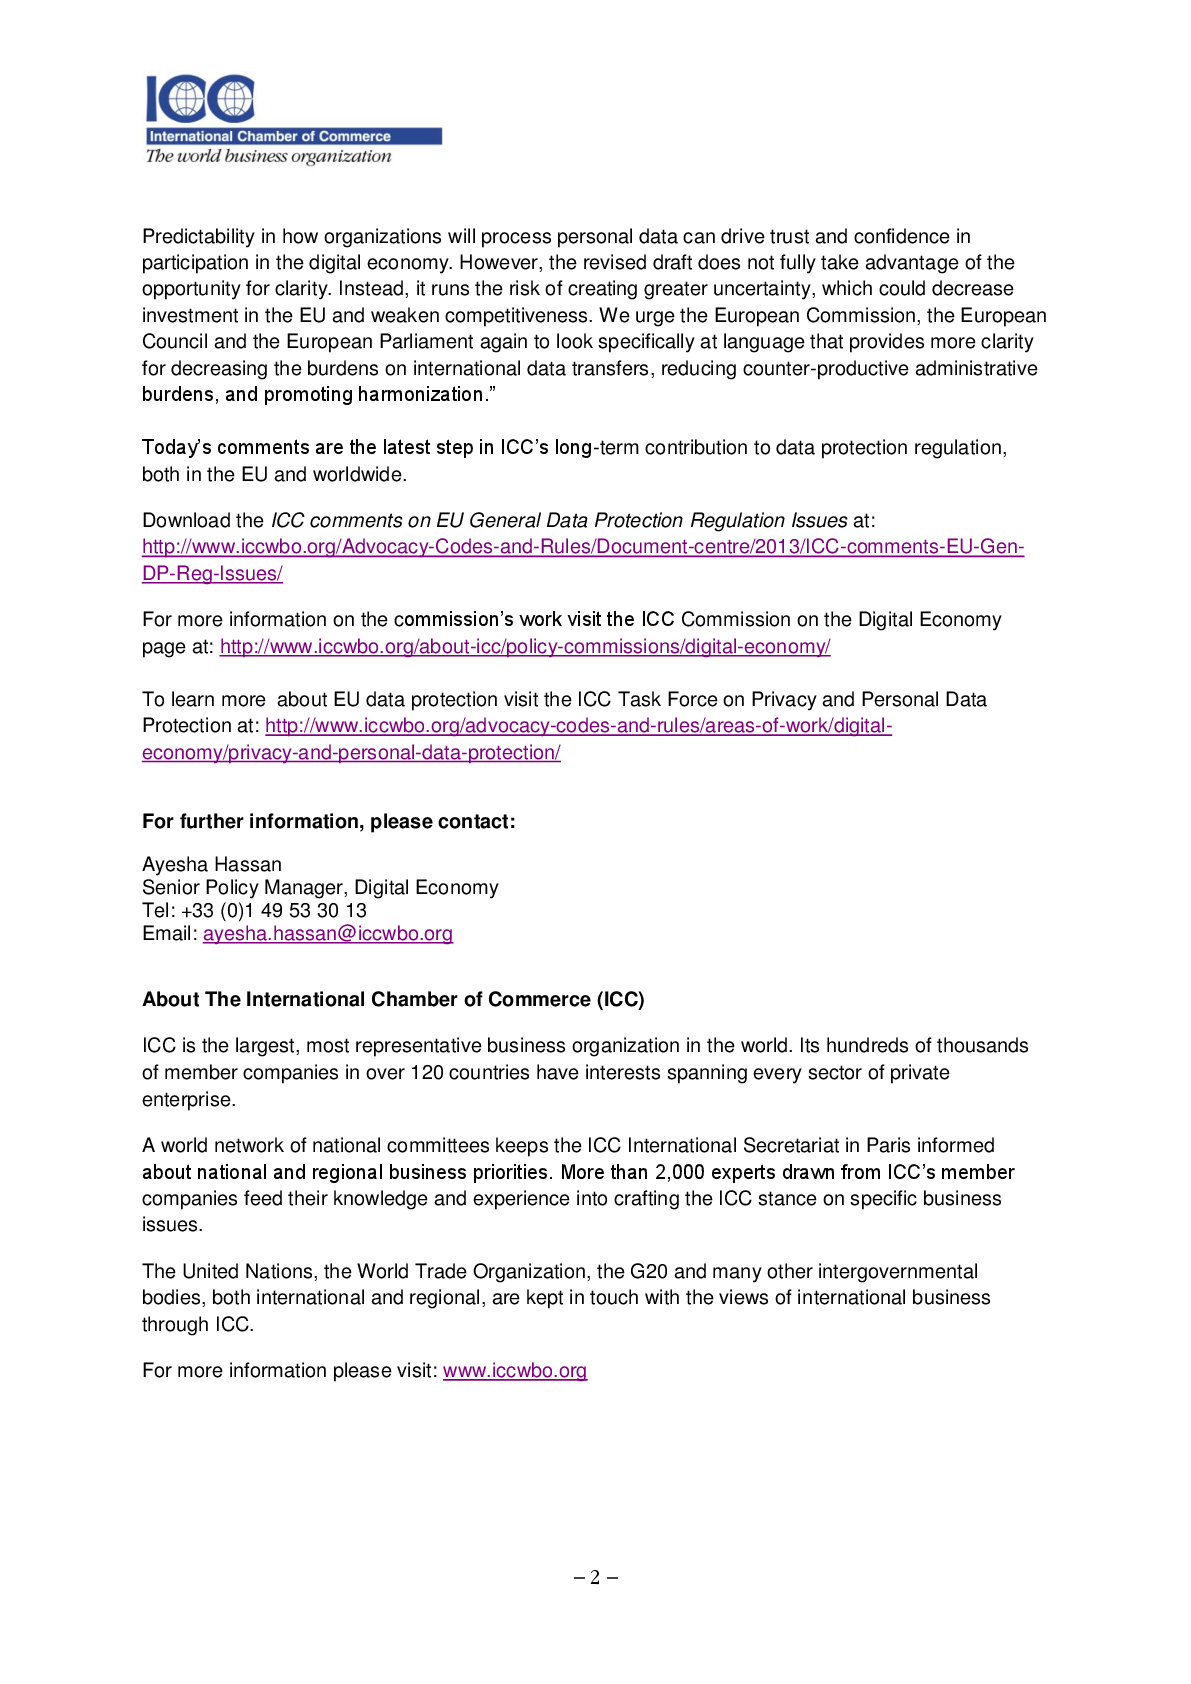 ICC
International Chamber of Commerce
The world business organization
Predictability in how organizations will process personal data can drive trust and confidence in
participation in the digital economy. However, the revised draft does not fully take advantage of the
opportunity for clarity. Instead, it runs the risk of creating greater uncertainty, which could decrease
investment in the EU and weaken competitiveness. We urge the European Commission, the European
Council and the European Parliament again to look specifically at language that provides more clarity
for decreasing the burdens on international data transfers, reducing counter-productive administrative
burdens, and promoting harmonization.”
Today’s comments are the latest step in ICC’s long-term contribution to data protection regulation,
both in the EU and worldwide.
Download the ICC comments on EU General Data Protection Regulation Issues at:
http://www.iccwbo.org/Advocacy-Codes-and-Rules/Document-centre/2013/ICC-comments-EU-Gen-
DP-Reg-Issues/
For more information on the commission’s work visit the ICC Commission on the Digital Economy
page at: http://www.iccwbo.org/about-icc/policy-commissions/digital-economy/
To learn more  about EU data protection visit the ICC Task Force on Privacy and Personal Data
Protection at: http://www.iccwbo.org/advocacy-codes-and-rules/areas-of-work/digital-
economy/privacy-and-personal-data-protection/
For further information, please contact:
Ayesha Hassan
Senior Policy Manager, Digital Economy
Tel: +33 (0)1 49 53 30 13
Email: ayesha.hassan@iccwbo.org
About The International Chamber of Commerce (ICC)
ICC is the largest, most representative business organization in the world. Its hundreds of thousands
of member companies in over 120 countries have interests spanning every sector of private
enterprise.
A world network of national committees keeps the ICC International Secretariat in Paris informed
about national and regional business priorities. More than 2,000 experts drawn from ICC’s member
companies feed their knowledge and experience into crafting the ICC stance on specific business
issues.
The United Nations, the World Trade Organization, the G20 and many other intergovernmental
bodies, both international and regional, are kept in touch with the views of international business
through ICC.
For more information please visit: www.iccwbo.org
– 2 –